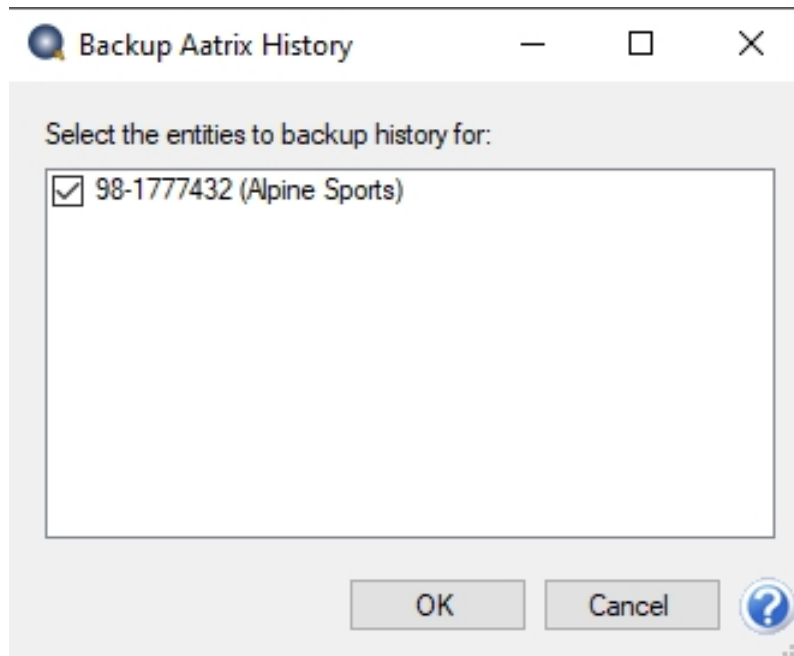 Backup Aatrix History
Select the entities to backup history for:
98-1777432 (Alpine Sports)
OK
Cancel
?